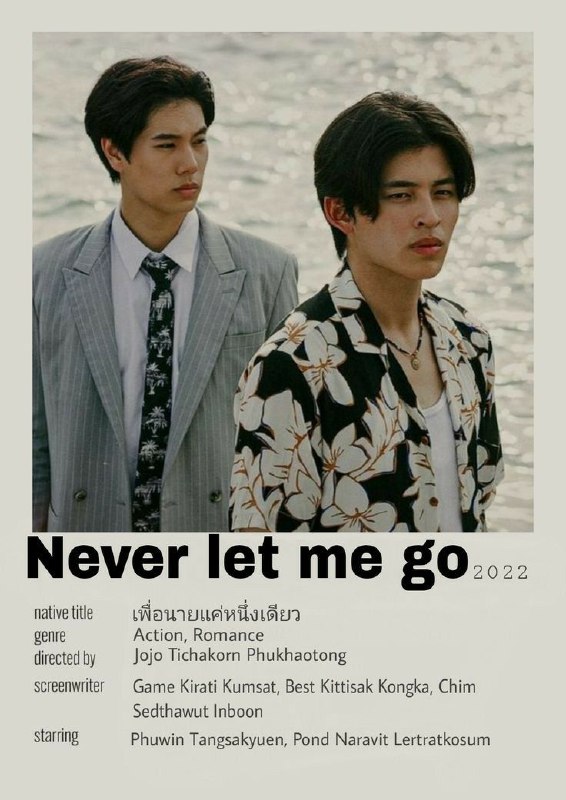 Never let me go 2022
native title เพื่อนายแค่หนึ่งเดียว
genre Action, Romance
directed by Jojo Tichakorn Phukhaotong
screenwriter Game Kirati Kumsat, Best Kittisak Kongka, Chim
Sedthawut Inboon
starring Phuwin Tangsakyuen, Pond Naravit Lertratkosum